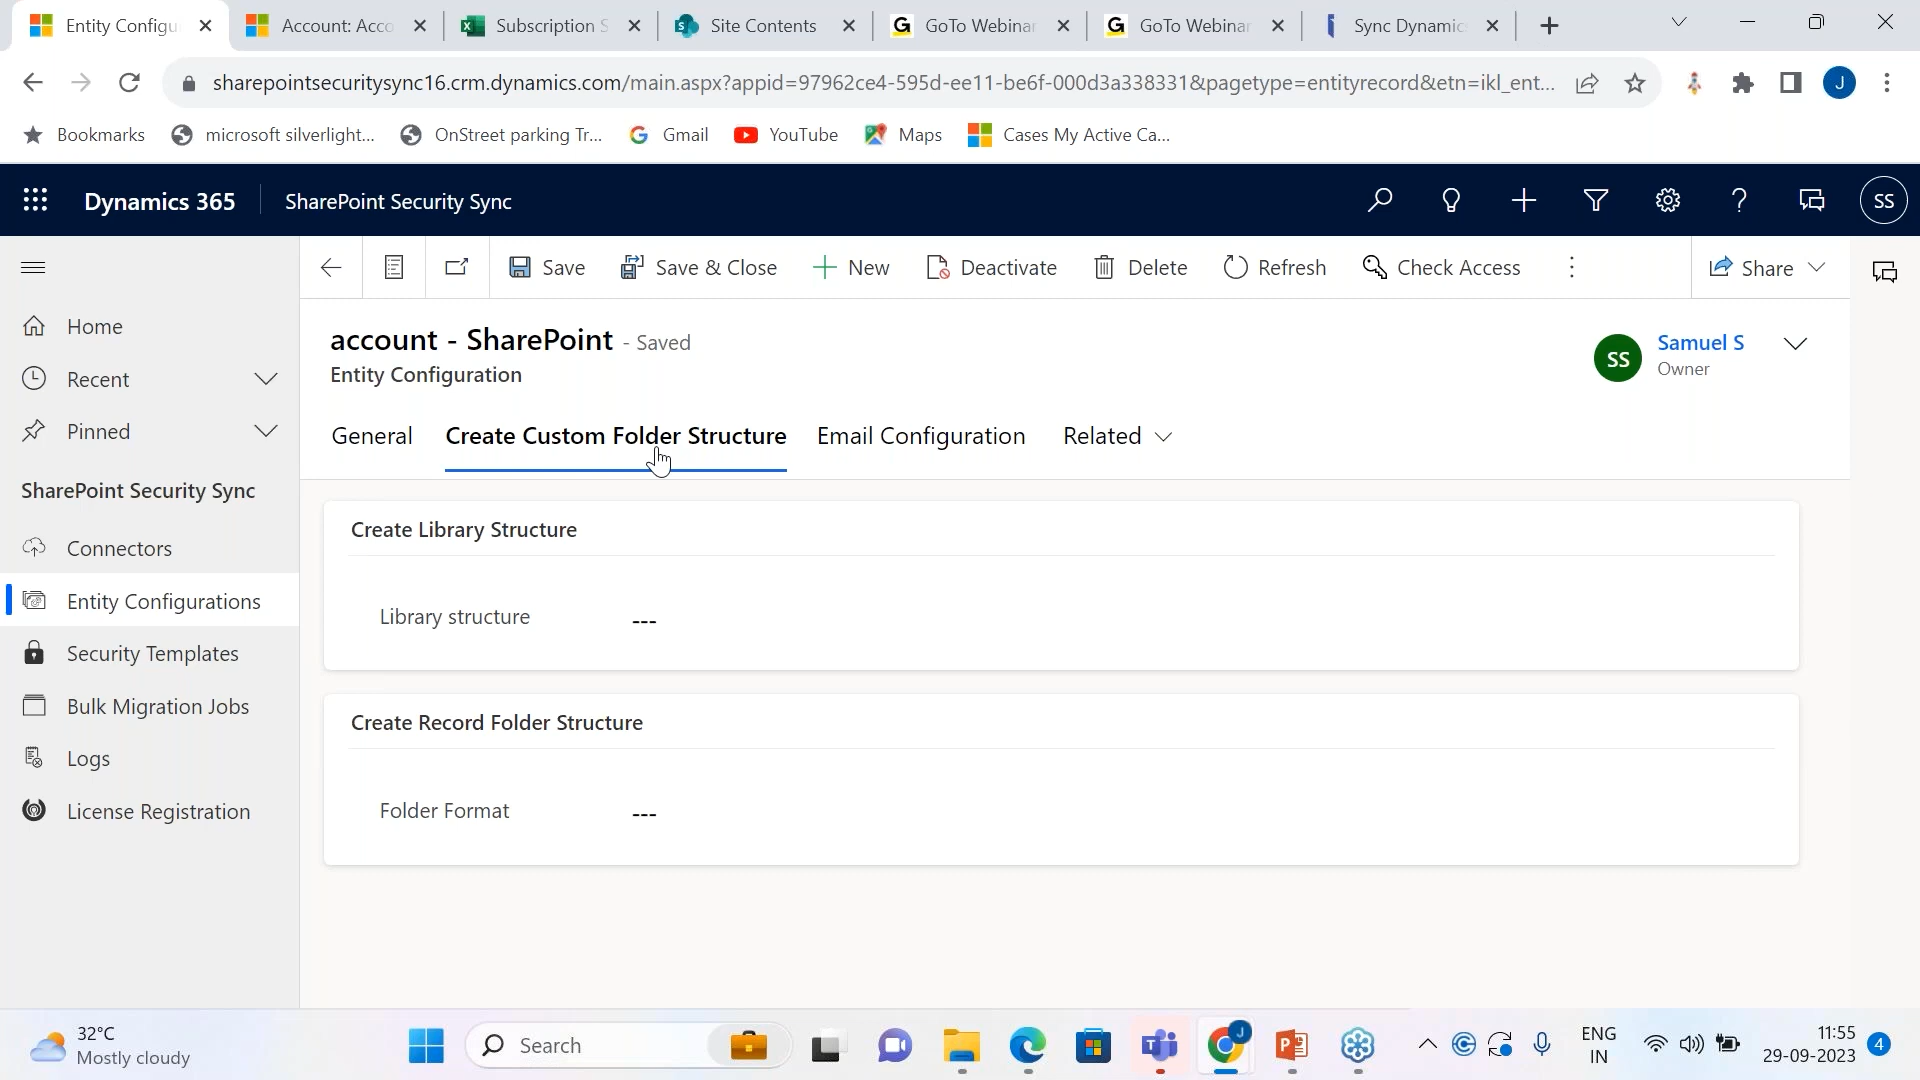 Entity Configu
Account: Acco
Subscription S
Site Contents
GoTo Webinar
GoTo Webinar
Sync Dynamic
sharepointsecuritysync16.crm.dynamics.com/main.aspx?appid=97962ce4-595d-ee11-be6f-000d3a338331&pagetype=entityrecord&etn=ikl_ent...
J
Bookmarks
microsoft silverlight...
OnStreet parking Tr...
Gmail
YouTube
Maps
Cases My Active Ca...
Dynamics 365
SharePoint Security Sync
SS
Save
Save & Close
New
Deactivate
Delete
Refresh
Check Access
Share
Home
Recent
Pinned
SharePoint Security Sync
Connectors
Entity Configurations
Security Templates
Bulk Migration Jobs
Logs
License Registration
account - SharePoint - Saved
Entity Configuration
SS
Samuel S
Owner
General
Create Custom Folder Structure
Email Configuration
Related
Create Library Structure
Library structure
---
Create Record Folder Structure
Folder Format
---
32°C
Mostly cloudy
Search
J
ENG
IN
11:55
29-09-2023
4